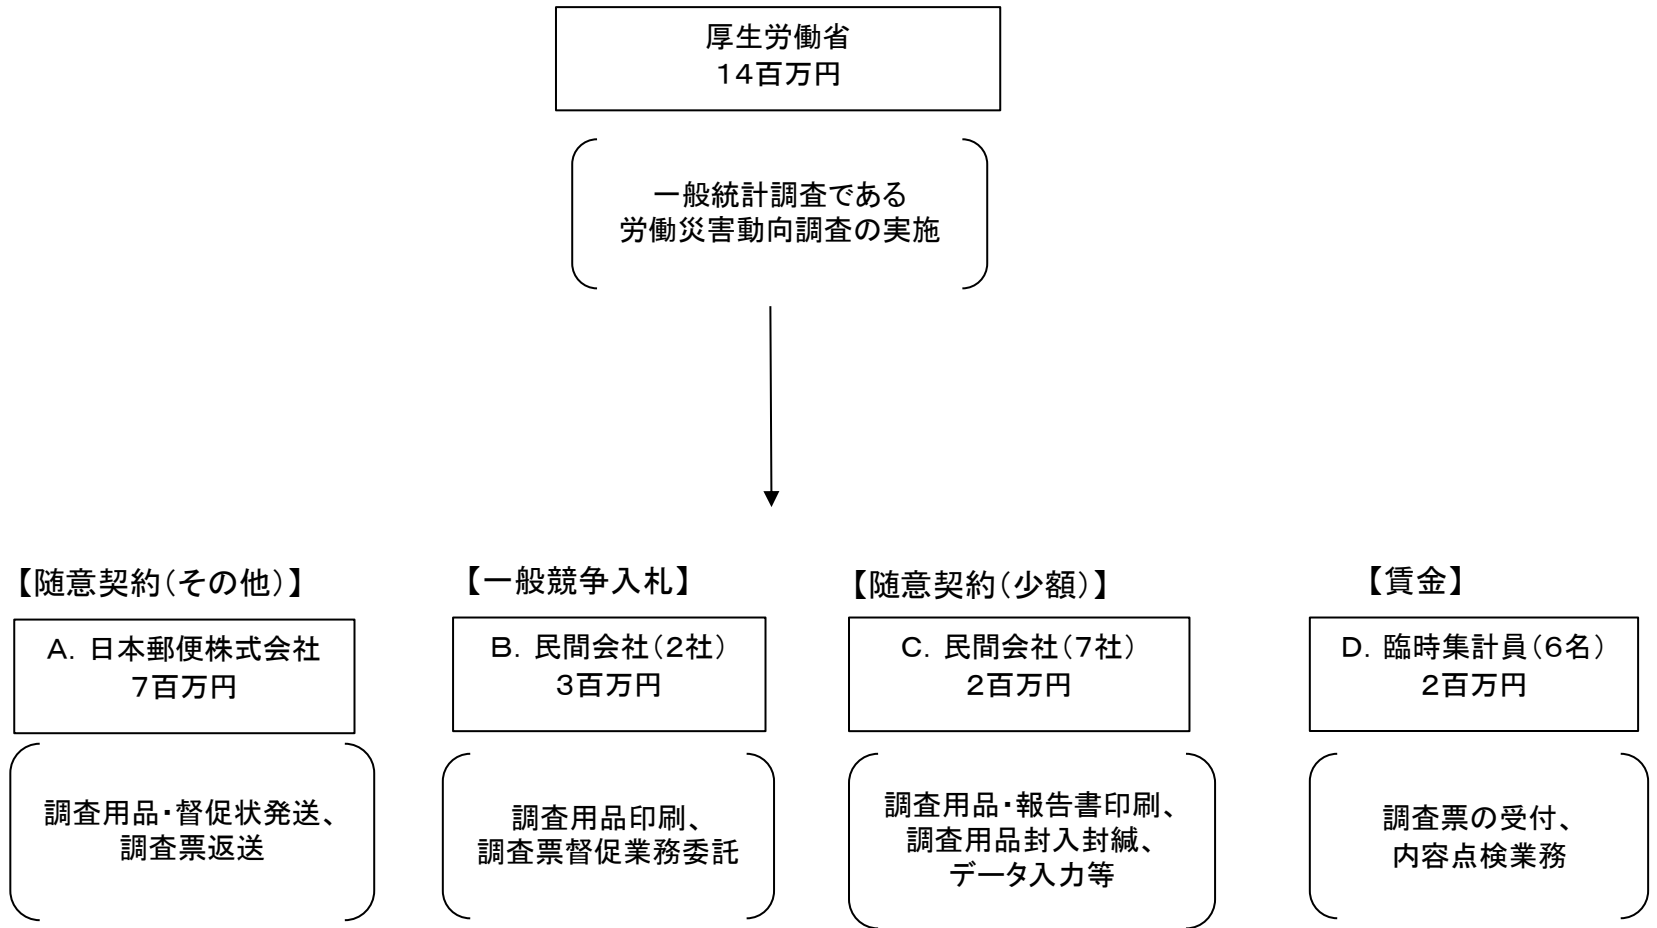 厚生労働省
14百万円
一般統計調査である
労働災害動向調査の実施
【随意契約(その他)】
A. 日本郵便株式会社
7百万円
調査用品・督促状発送、
調査票返送
【一般競争入札】
B. 民間会社(2社)
3百万円
調査用品印刷、
調査票督促業務委託
【随意契約(少額)】
C. 民間会社(7社)
2百万円
調査用品・報告書印刷、
調査用品封入封緘、
データ入力等
【賃金】
D. 臨時集計員(6名)
2百万円
調査票の受付、
内容点検業務